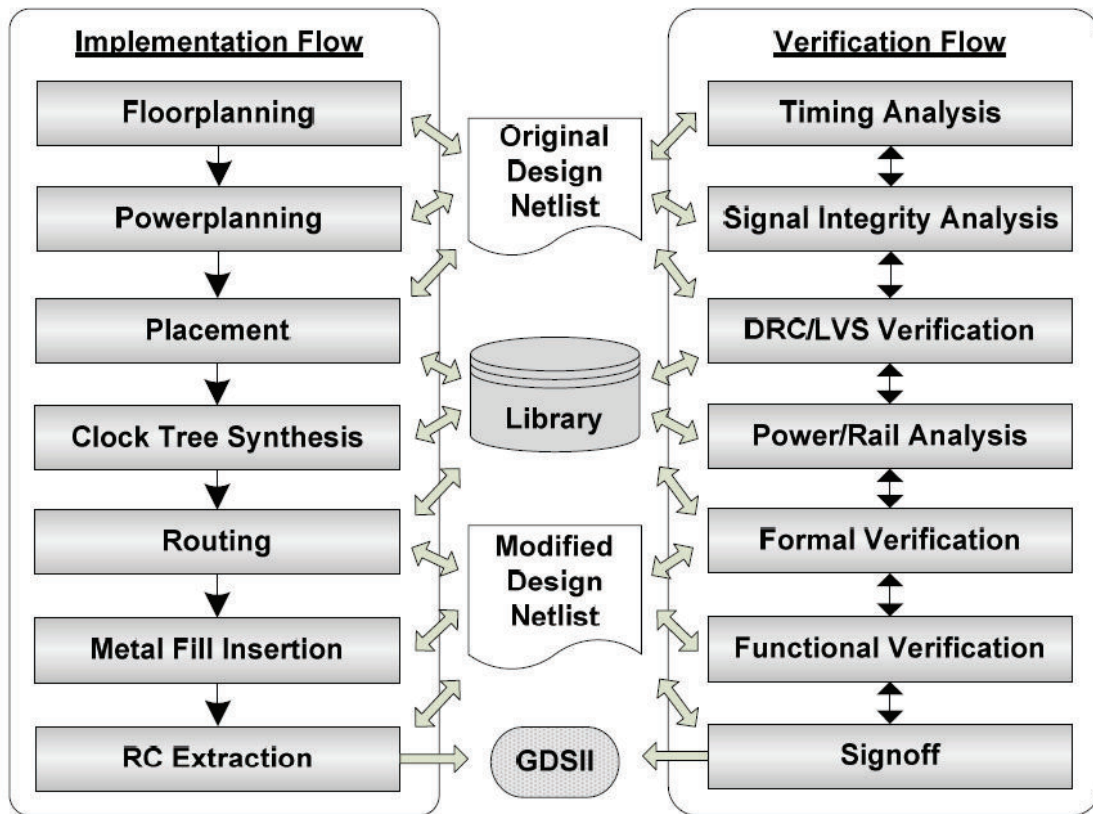 Implementation Flow
Floorplanning
Powerplanning
Placement
Clock Tree Synthesis
Routing
Metal Fill Insertion
RC Extraction
Original
Design
Netlist
Library
Modified
Design
Netlist
GDSII
Verification Flow
Timing Analysis
Signal Integrity Analysis
DRC/LVS Verification
Power/Rail Analysis
Formal Verification
Functional Verification
Signoff